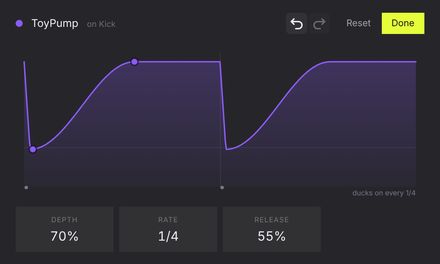 ToyPump on Kick Reset Done
ducks on every 1/4
DEPTH RATE RELEASE
70% 1/4 55%